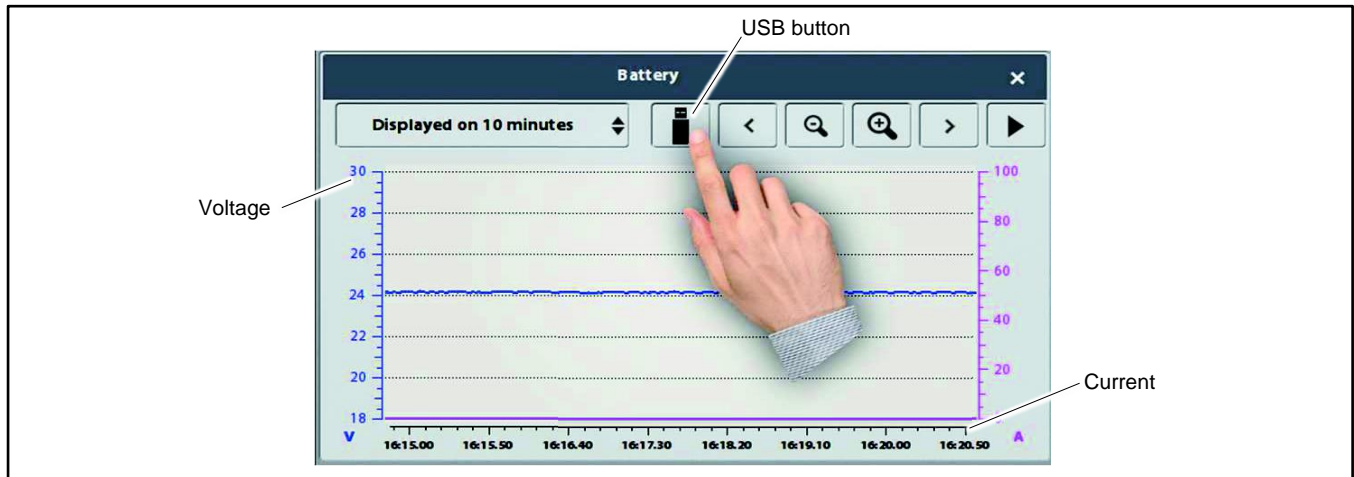 USB button
Battery ×
Displayed on 10 minutes < > 
Voltage
30 100
28 80
26 60
24
22 40
20 20
18
Current
V 16:15.00 16:15.50 16:16.40 16:17.30 16:18.20 16:19.10 16:20.00 16:20.50 A